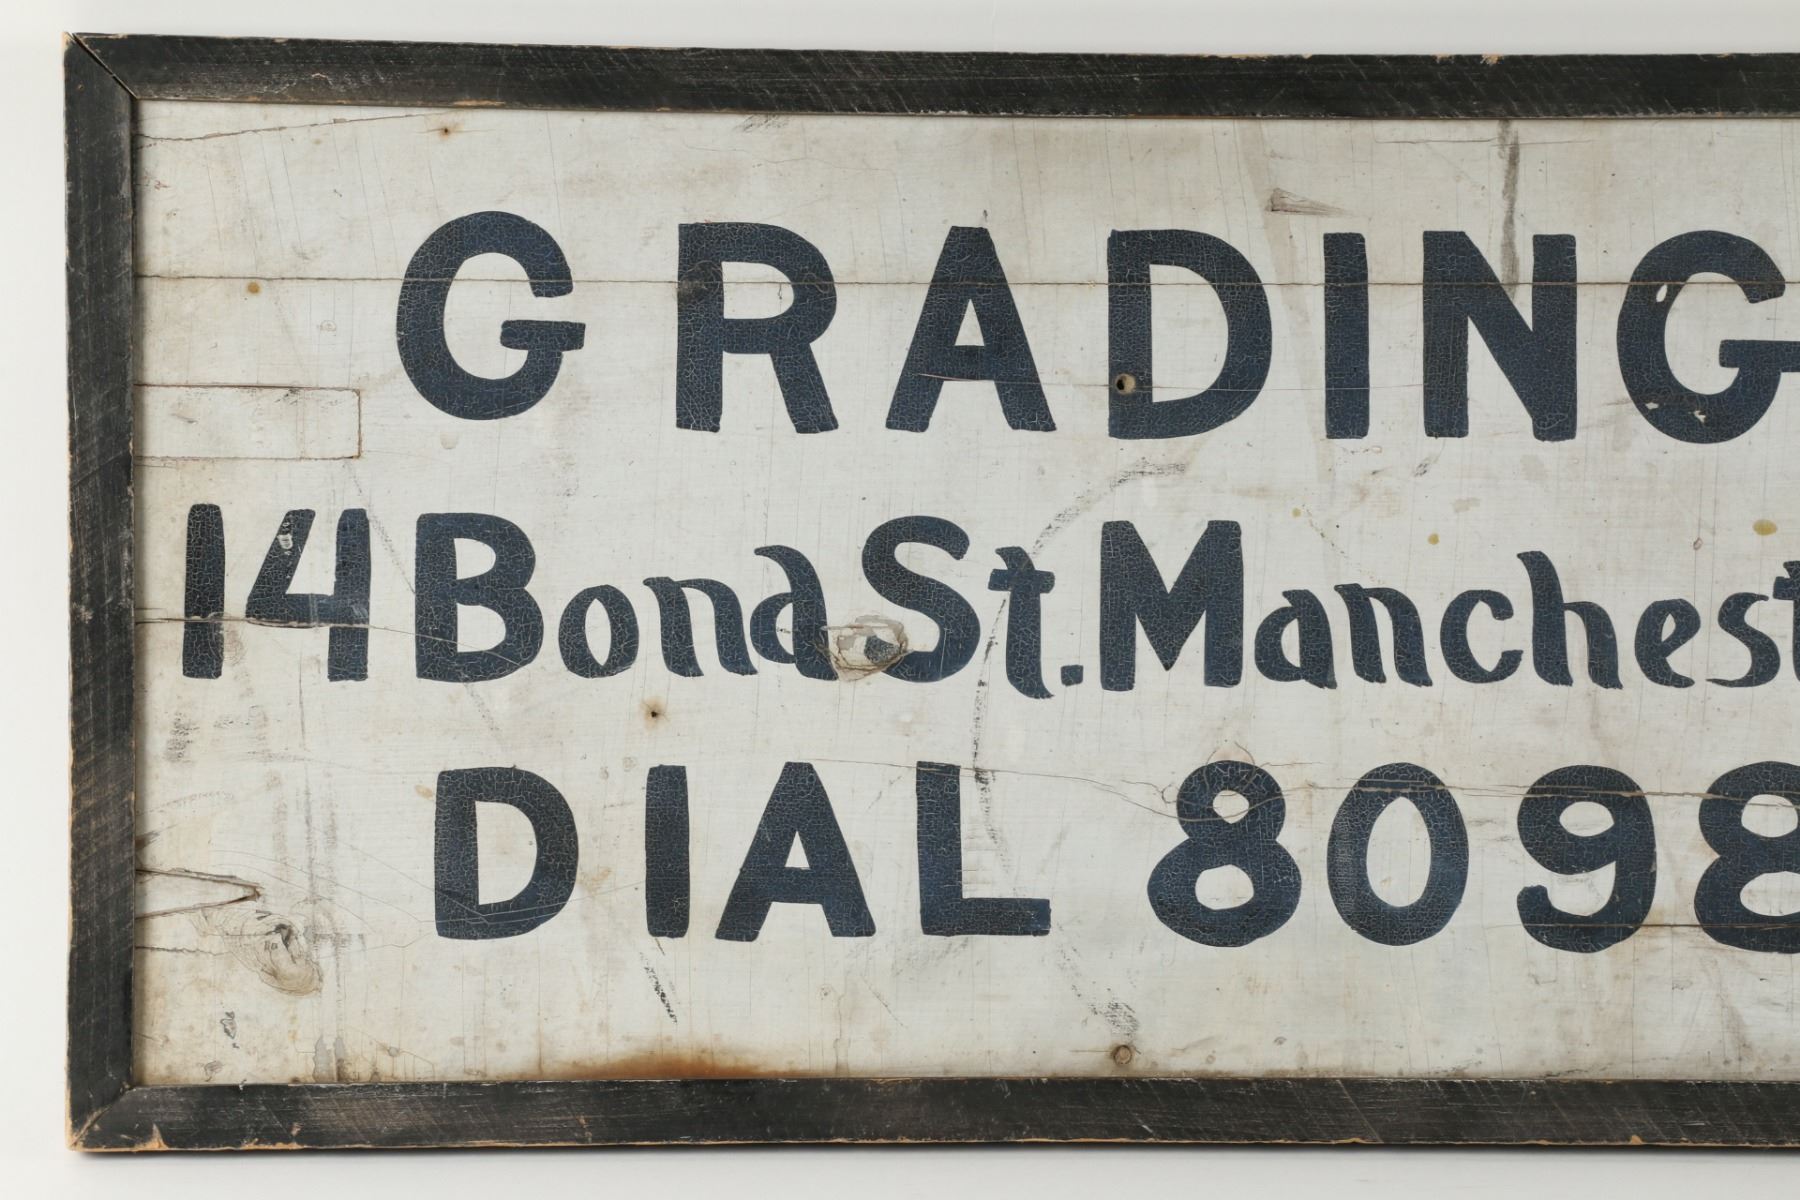 GRADING
14 Bond St. Manchest
DIAL 8098